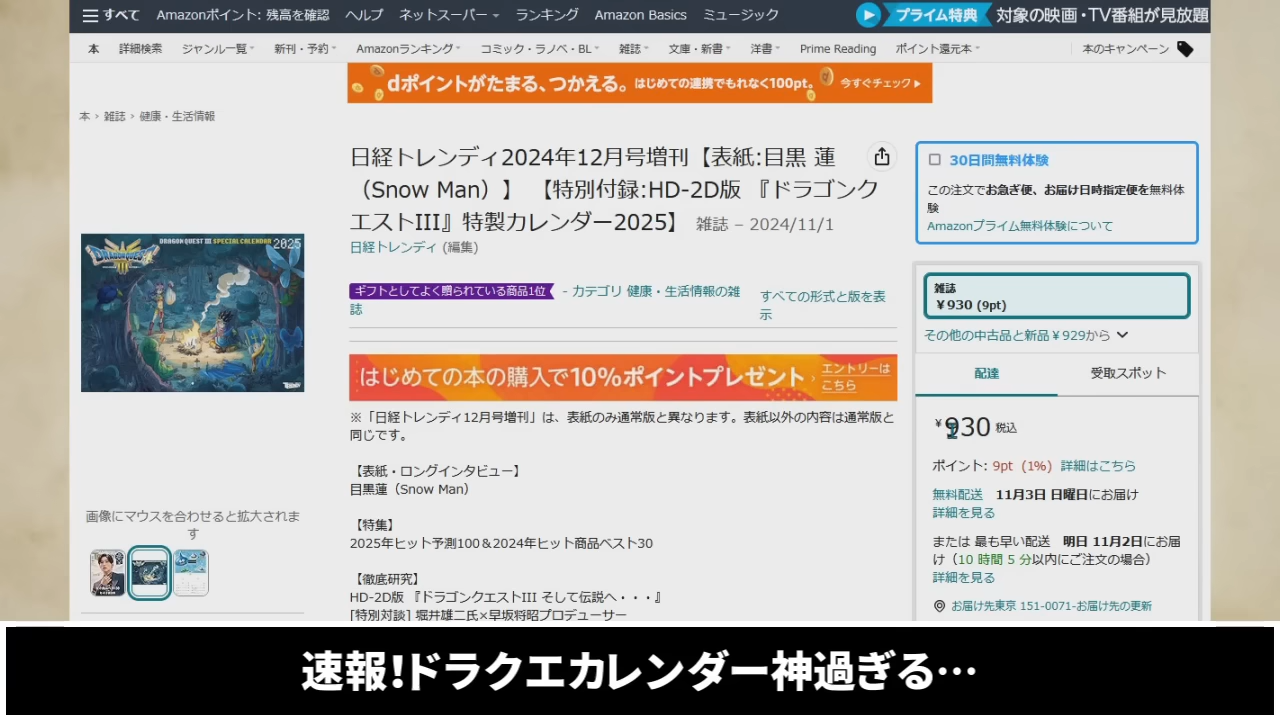 すべて Amazonポイント: 残高を確認 ヘルプ ネットスーパー ランキング Amazon Basics ミュージック プライム特典 対象の映画・TV番組が見放題
本 詳細検索 ジャンル一覧 新刊・予約 Amazonランキング コミック・ラノベ・BL 雑誌 文庫・新書 洋書 Prime Reading ポイント還元本 本のキャンペーン
dポイントがたまる、つかえる。はじめての連携でもれなく100pt。 今すぐチェック
本 › 雑誌 › 健康・生活情報
日経トレンディ2024年12月号増刊【表紙:目黒 蓮
（Snow Man）】 【特別付録:HD-2D版 『ドラゴンク
エストIII』特製カレンダー2025】 雑誌 – 2024/11/1
日経トレンディ (編集)
ギフトとしてよく贈られている商品1位 - カテゴリ 健康・生活情報の雑
誌
すべての形式と版を表
示
はじめての本の購入で10%ポイントプレゼント › エントリーは
こちら
※「日経トレンディ12月号増刊」は、表紙のみ通常版と異なります。表紙以外の内容は通常版と
同じです。
【表紙・ロングインタビュー】
目黒蓮（Snow Man）
【特集】
2025年ヒット予測100＆2024年ヒット商品ベスト30
【徹底研究】
HD-2D版 『ドラゴンクエストIII そして伝説へ・・・』
[特別対談] 堀井雄二氏×早坂将昭プロデューサー
DRAGON QUEST III SPECIAL CALENDAR 2025
DRAGON QUEST
III
画像にマウスを合わせると拡大されま
す
30日間無料体験
この注文でお急ぎ便、お届け日時指定便を無料体
験
Amazonプライム無料体験について
雑誌
￥930 (9pt)
その他の中古品と新品￥929から
配達 受取スポット
￥930 税込
ポイント: 9pt (1%) 詳細はこちら
無料配送 11月3日 日曜日にお届け
詳細を見る
または 最も早い配送 明日 11月2日にお届
け（10 時間 5 分以内にご注文の場合）
詳細を見る
お届け先東京 151-0071-お届け先の更新
速報!ドラクエカレンダー神過ぎる…